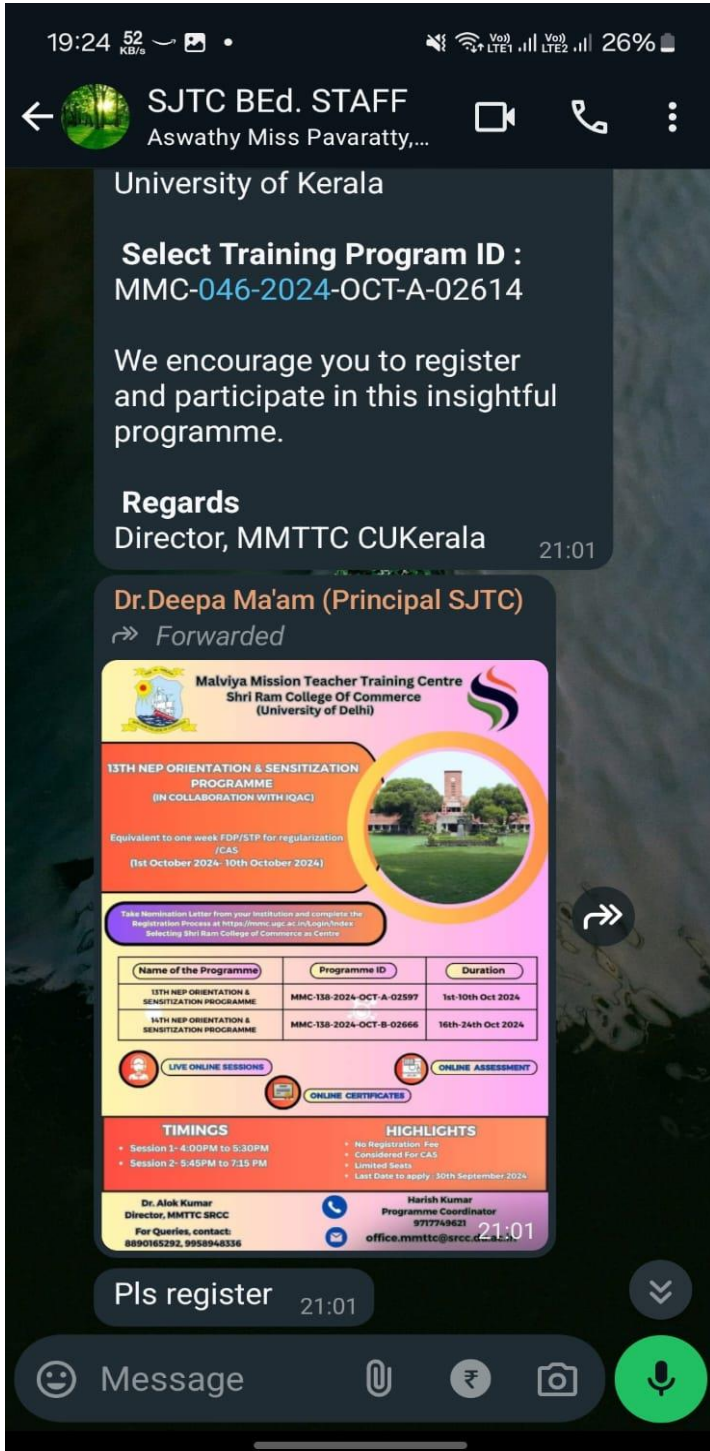 19:24 52 KB/s
Vo)) LTE1 Vo)) LTE2 26%
SJTC BEd. STAFF
Aswathy Miss Pavaratty,...
University of Kerala
Select Training Program ID :
MMC-046-2024-OCT-A-02614
We encourage you to register
and participate in this insightful
programme.
Regards
Director, MMTTC CUKerala
21:01
Dr.Deepa Ma'am (Principal SJTC)
Forwarded
Malviya Mission Teacher Training Centre
Shri Ram College Of Commerce
(University of Delhi)
13TH NEP ORIENTATION & SENSITIZATION
PROGRAMME
(IN COLLABORATION WITH IQAC)
Equivalent to one week FDP/STP for regularization
/CAS
(1st October 2024- 10th October 2024)
Take Nomination Letter from your Institution and complete the
Registration Process at https://mmc.ugc.ac.in/Login/Index
Selecting Shri Ram College of Commerce as Centre
Name of the Programme Programme ID Duration
13TH NEP ORIENTATION &
SENSITIZATION PROGRAMME MMC-138-2024-OCT-A-02597 1st-10th Oct 2024
14TH NEP ORIENTATION &
SENSITIZATION PROGRAMME MMC-138-2024-OCT-B-02666 16th-24th Oct 2024
LIVE ONLINE SESSIONS
ONLINE ASSESSMENT
ONLINE CERTIFICATES
TIMINGS
Session 1- 4:00PM to 5:30PM
Session 2- 5:45PM to 7:15 PM
HIGHLIGHTS
No Registration Fee
Considered For CAS
Limited Seats
Last Date to apply : 30th September 2024
Dr. Alok Kumar
Director, MMTTC SRCC
For Queries, contact:
8890165292, 9958948336
Harish Kumar
Programme Coordinator
9717749621
office.mmttc@srcc.du.ac.in
21:01
Pls register
21:01
Message
₹